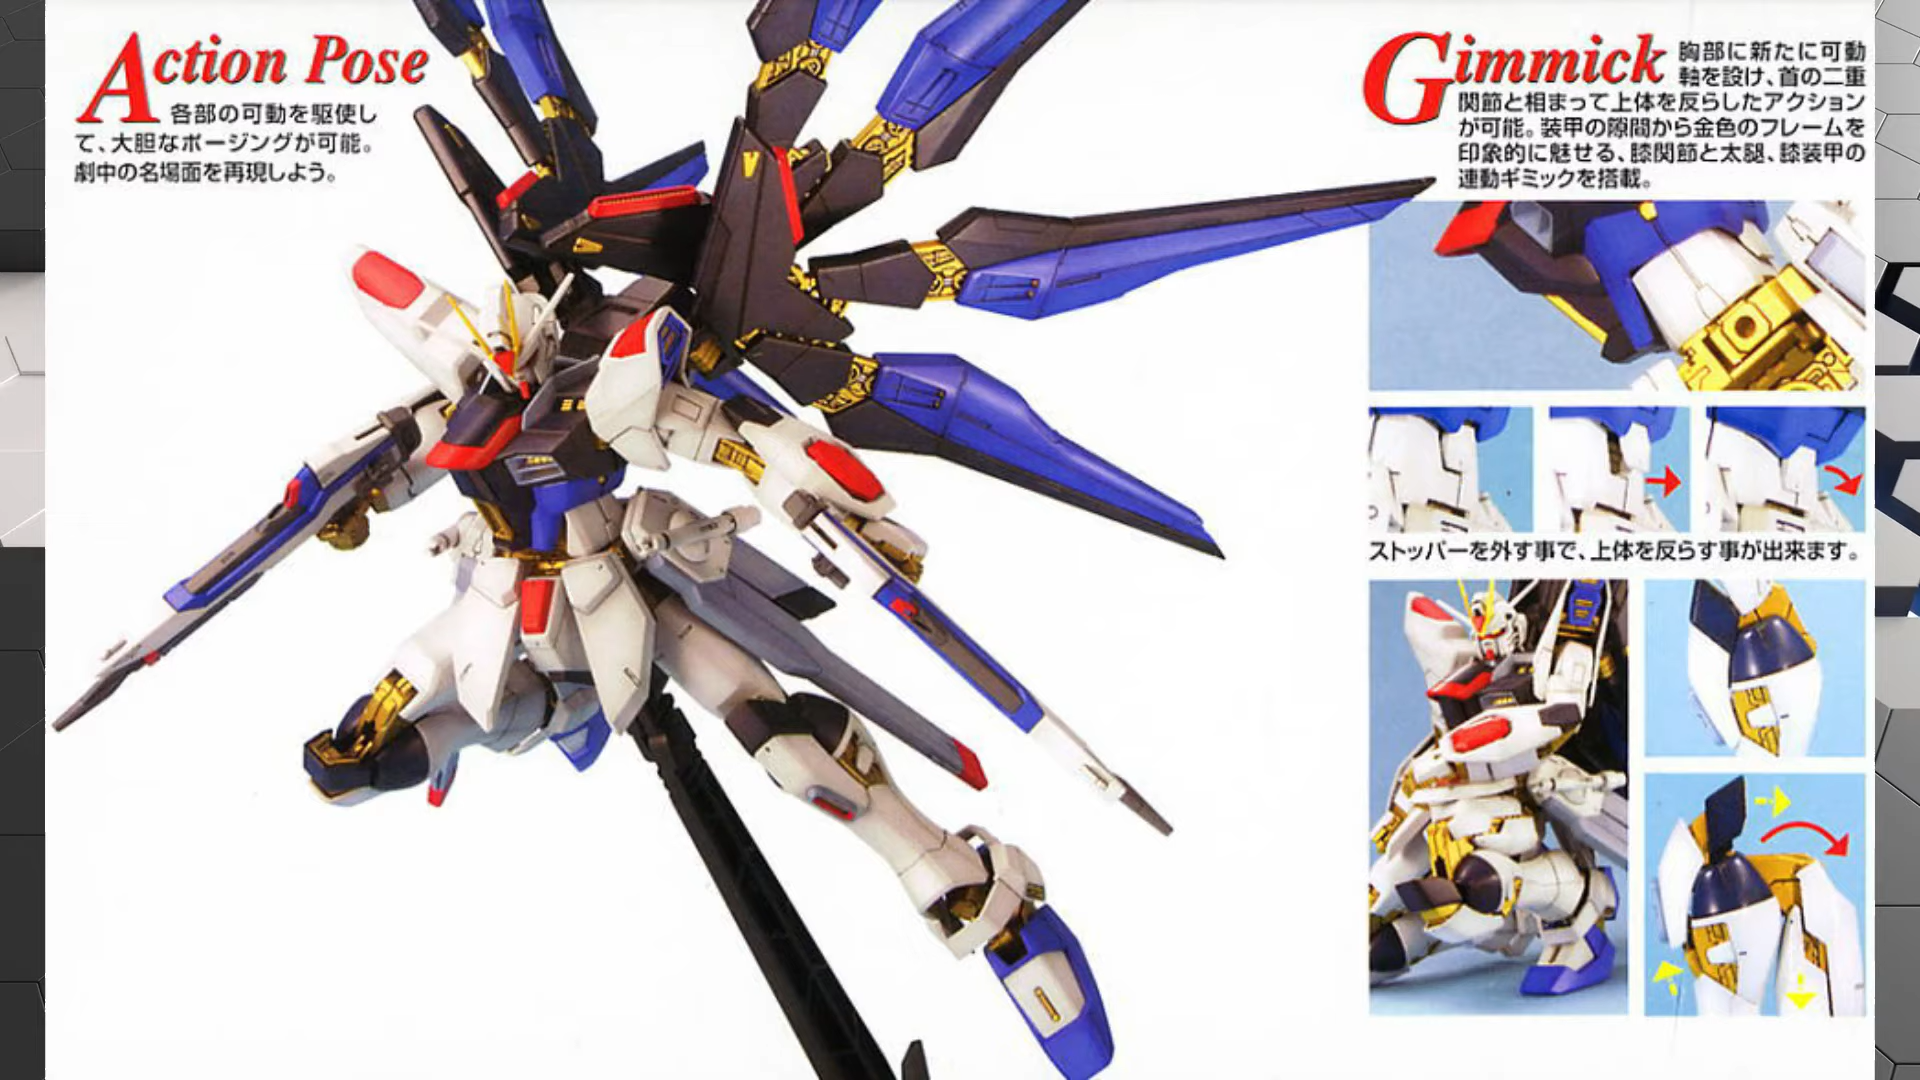 Action Pose
各部の可動を駆使し
て、大胆なポージングが可能。
劇中の名場面を再現しよう。
Gimmick
胸部に新たに可動
軸を設け、首の二重
関節と相まって上体を反らしたアクション
が可能。装甲の隙間から金色のフレームを
印象的に魅せる、膝関節と太腿、膝装甲の
連動ギミックを搭載。
ストッパーを外す事で、上体を反らす事が出来ます。